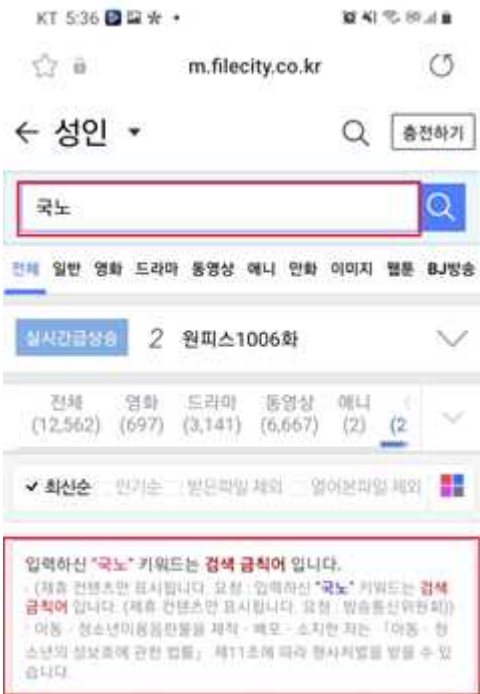 KT 5:36
m.filecity.co.kr
← 성인
충전하기
국노
전체 일반 영화 드라마 동영상 애니 만화 이미지 웹툰 BJ방송
실시간급상승 2 원피스1006화
전체 영화 드라마 동영상 애니
(12,562) (697) (3,141) (6,667) (2) (2
✔ 최신순 인기순 받은파일 제외 열어본파일 제외
입력하신 "국노" 키워드는 검색 금칙어 입니다.
- (제휴 컨텐츠만 표시됩니다. 요청 : 입력하신 "국노" 키워드는 검색
금칙어 입니다. (제휴 컨텐츠만 표시됩니다. 요청 : 방송통신위원회))
- 아동 · 청소년이용음란물을 제작 · 배포 · 소지한 자는 「아동 · 청
소년의 성보호에 관한 법률」 제11조에 따라 형사처벌을 받을 수 있
습니다.